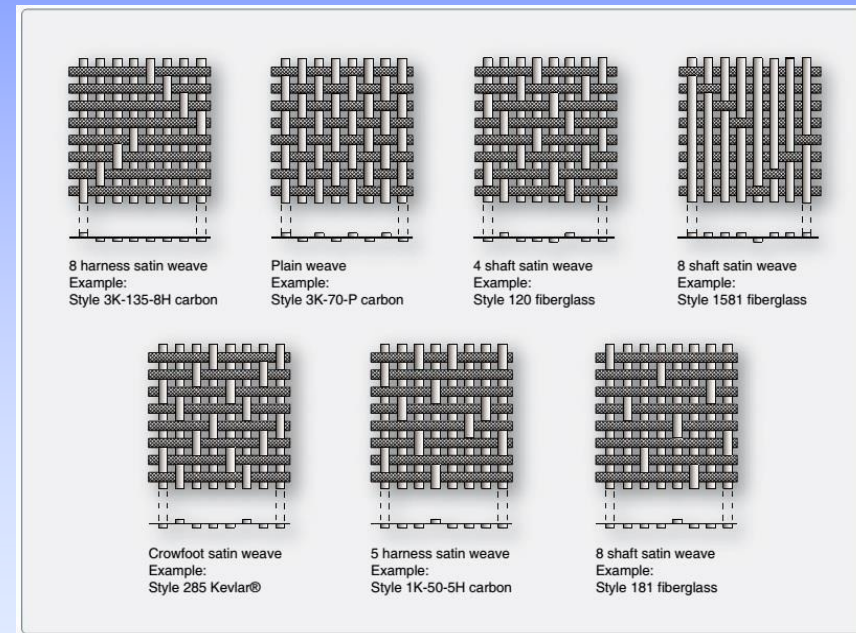 8 harness satin weave
Example:
Style 3K-135-8H carbon
Plain weave
Example:
Style 3K-70-P carbon
4 shaft satin weave
Example:
Style 120 fiberglass
8 shaft satin weave
Example:
Style 1581 fiberglass
Crowfoot satin weave
Example:
Style 285 Kevlar®
5 harness satin weave
Example:
Style 1K-50-5H carbon
8 shaft satin weave
Example:
Style 181 fiberglass